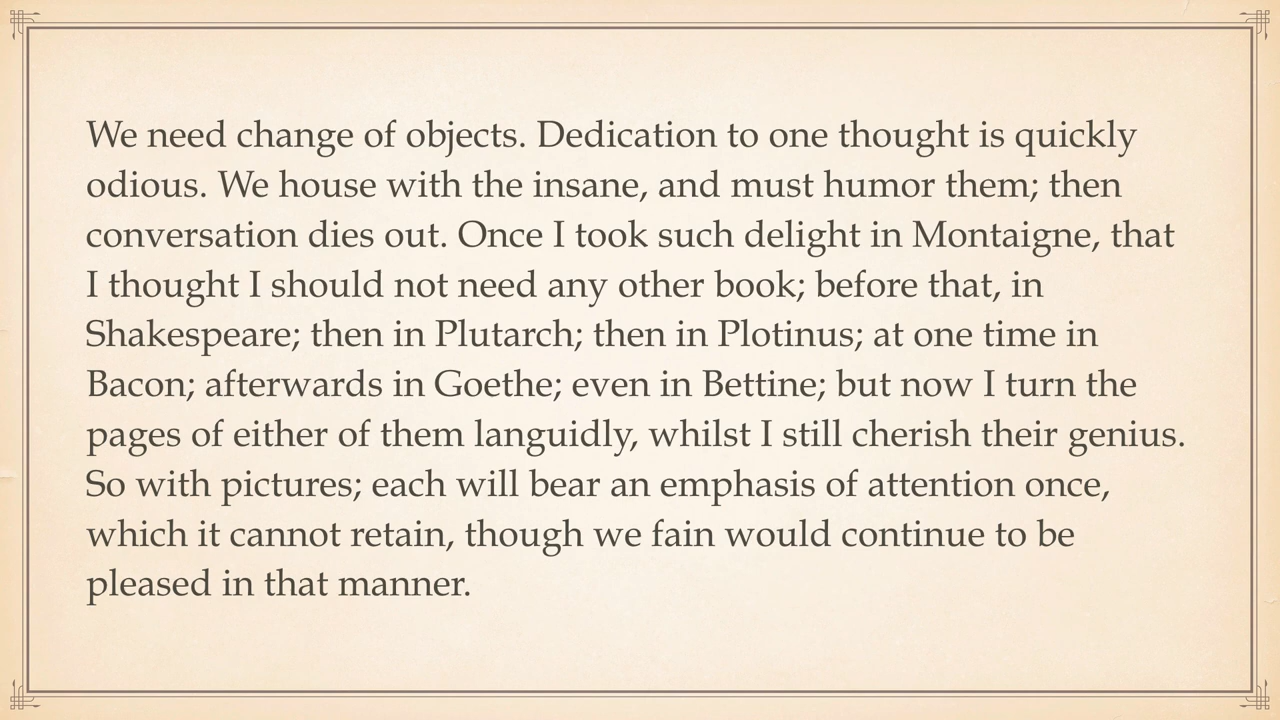 We need change of objects. Dedication to one thought is quickly
odious. We house with the insane, and must humor them; then
conversation dies out. Once I took such delight in Montaigne, that
I thought I should not need any other book; before that, in
Shakespeare; then in Plutarch; then in Plotinus; at one time in
Bacon; afterwards in Goethe; even in Bettine; but now I turn the
pages of either of them languidly, whilst I still cherish their genius.
So with pictures; each will bear an emphasis of attention once,
which it cannot retain, though we fain would continue to be
pleased in that manner.